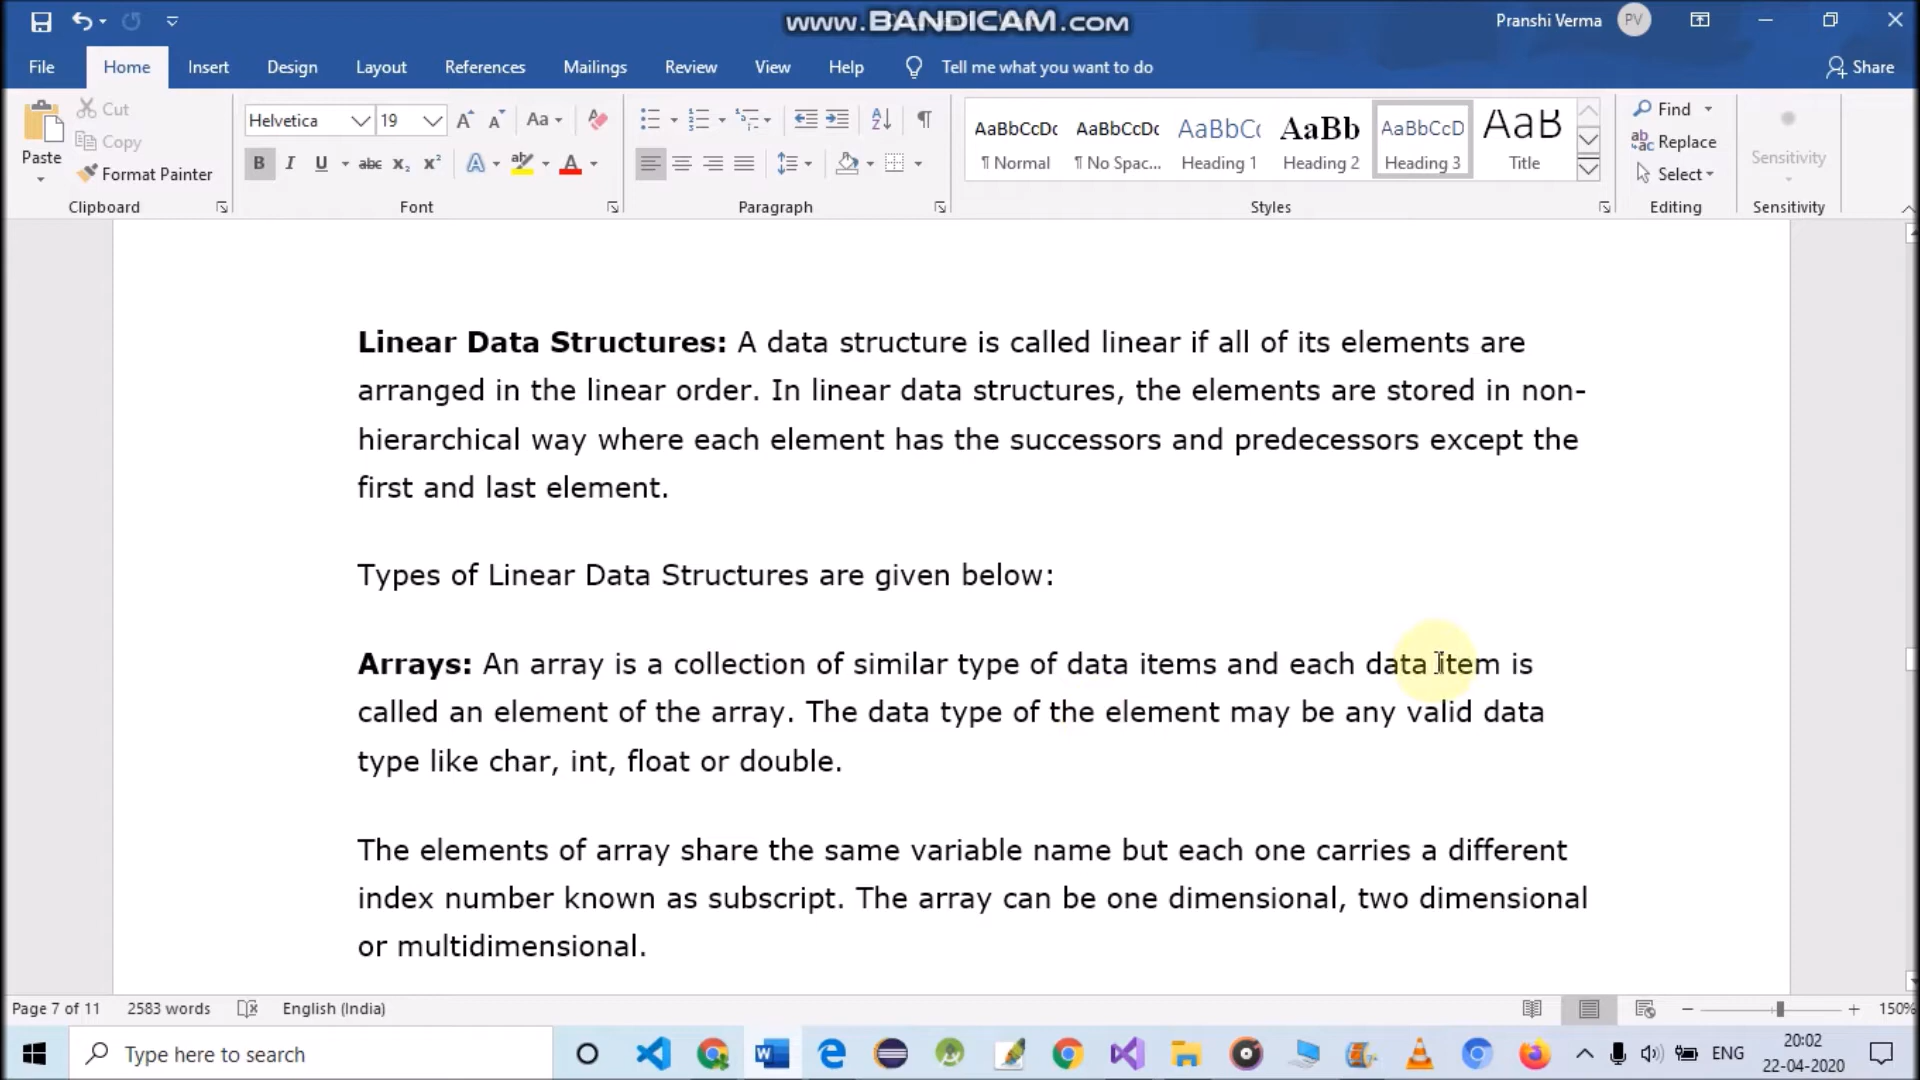 www.BANDICAM.com
Pranshi Verma PV
File Home Insert Design Layout References Mailings Review View Help Tell me what you want to do Share
Paste
Cut
Copy
Format Painter
Clipboard
Helvetica 19
Font
Paragraph
AaBbCcDc AaBbCcDc AaBbCc AaBb AaBbCcD AaB
¶ Normal ¶ No Spac... Heading 1 Heading 2 Heading 3 Title
Styles
Find
Replace
Select
Editing
Sensitivity
Sensitivity
Linear Data Structures: A data structure is called linear if all of its elements are
arranged in the linear order. In linear data structures, the elements are stored in non-
hierarchical way where each element has the successors and predecessors except the
first and last element.
Types of Linear Data Structures are given below:
Arrays: An array is a collection of similar type of data items and each data item is
called an element of the array. The data type of the element may be any valid data
type like char, int, float or double.
The elements of array share the same variable name but each one carries a different
index number known as subscript. The array can be one dimensional, two dimensional
or multidimensional.
Page 7 of 11 2583 words English (India) 150%
Type here to search
ENG
20:02
22-04-2020